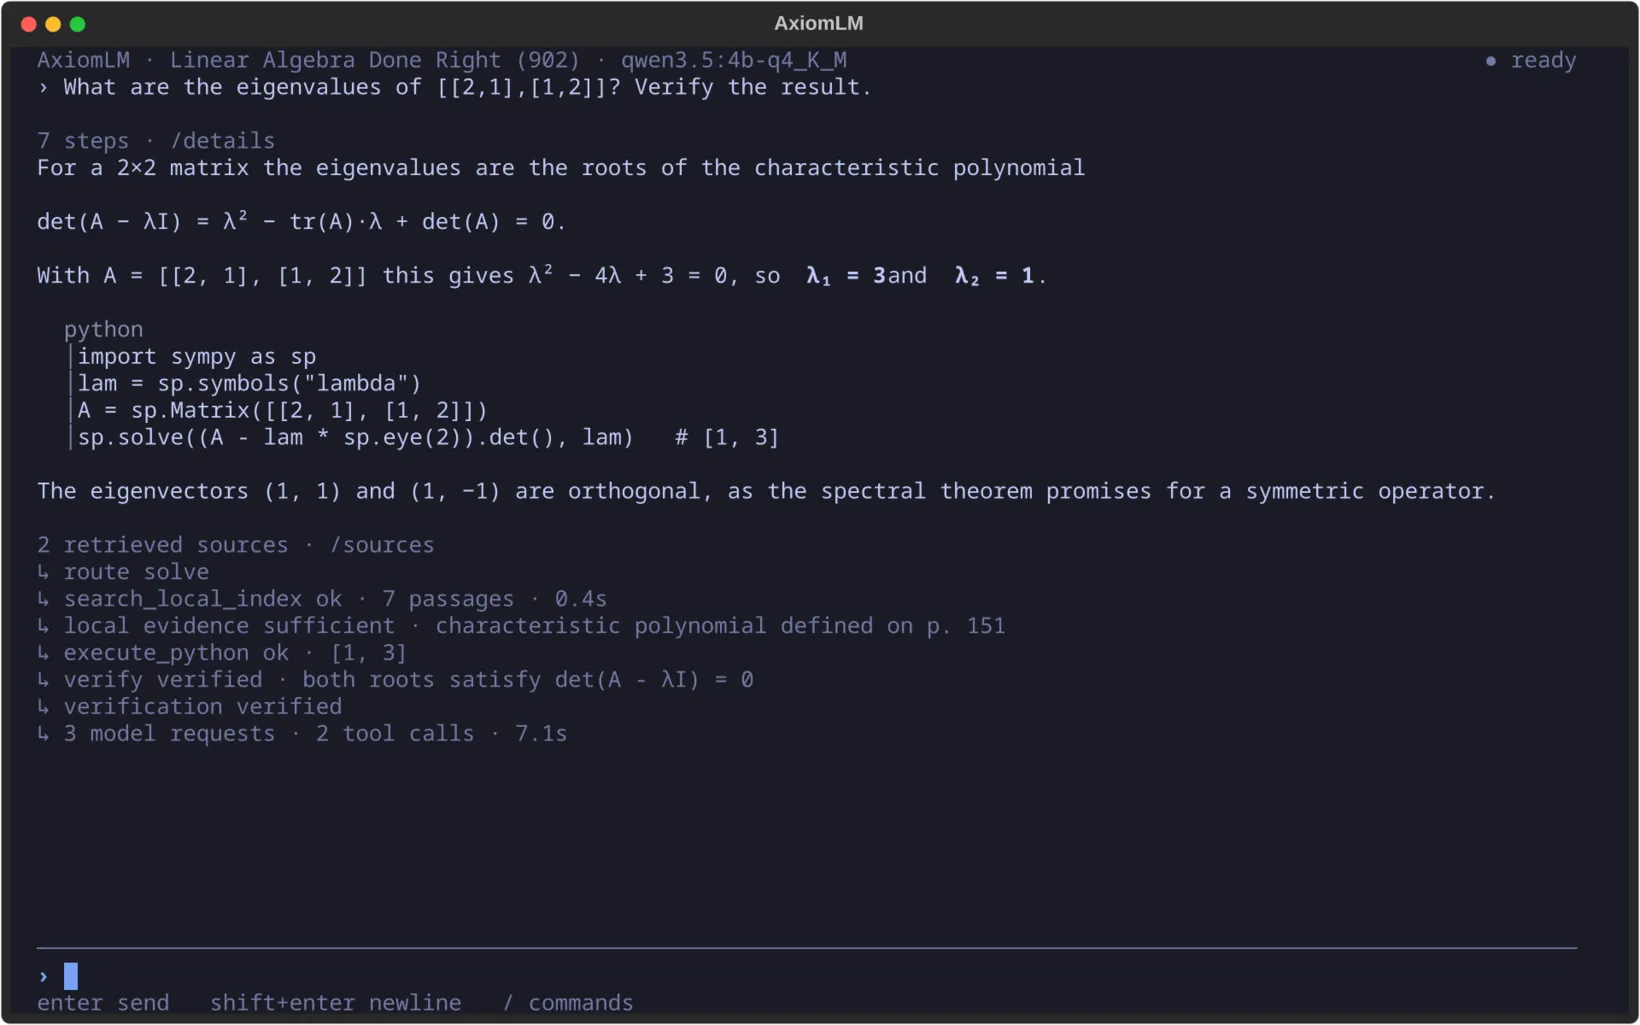 AxiomLM
AxiomLM · Linear Algebra Done Right (902) · qwen3.5:4b-q4_K_M ● ready
› What are the eigenvalues of [[2,1],[1,2]]? Verify the result.
7 steps · /details
For a 2×2 matrix the eigenvalues are the roots of the characteristic polynomial
det(A − λI) = λ² − tr(A)·λ + det(A) = 0.
With A = [[2, 1], [1, 2]] this gives λ² − 4λ + 3 = 0, so  λ₁ = 3and  λ₂ = 1.
python
│import sympy as sp
│lam = sp.symbols("lambda")
│A = sp.Matrix([[2, 1], [1, 2]])
│sp.solve((A - lam * sp.eye(2)).det(), lam)   # [1, 3]
The eigenvectors (1, 1) and (1, −1) are orthogonal, as the spectral theorem promises for a symmetric operator.
2 retrieved sources · /sources
↳ route solve
↳ search_local_index ok · 7 passages · 0.4s
↳ local evidence sufficient · characteristic polynomial defined on p. 151
↳ execute_python ok · [1, 3]
↳ verify verified · both roots satisfy det(A - λI) = 0
↳ verification verified
↳ 3 model requests · 2 tool calls · 7.1s
›
enter send   shift+enter newline   / commands